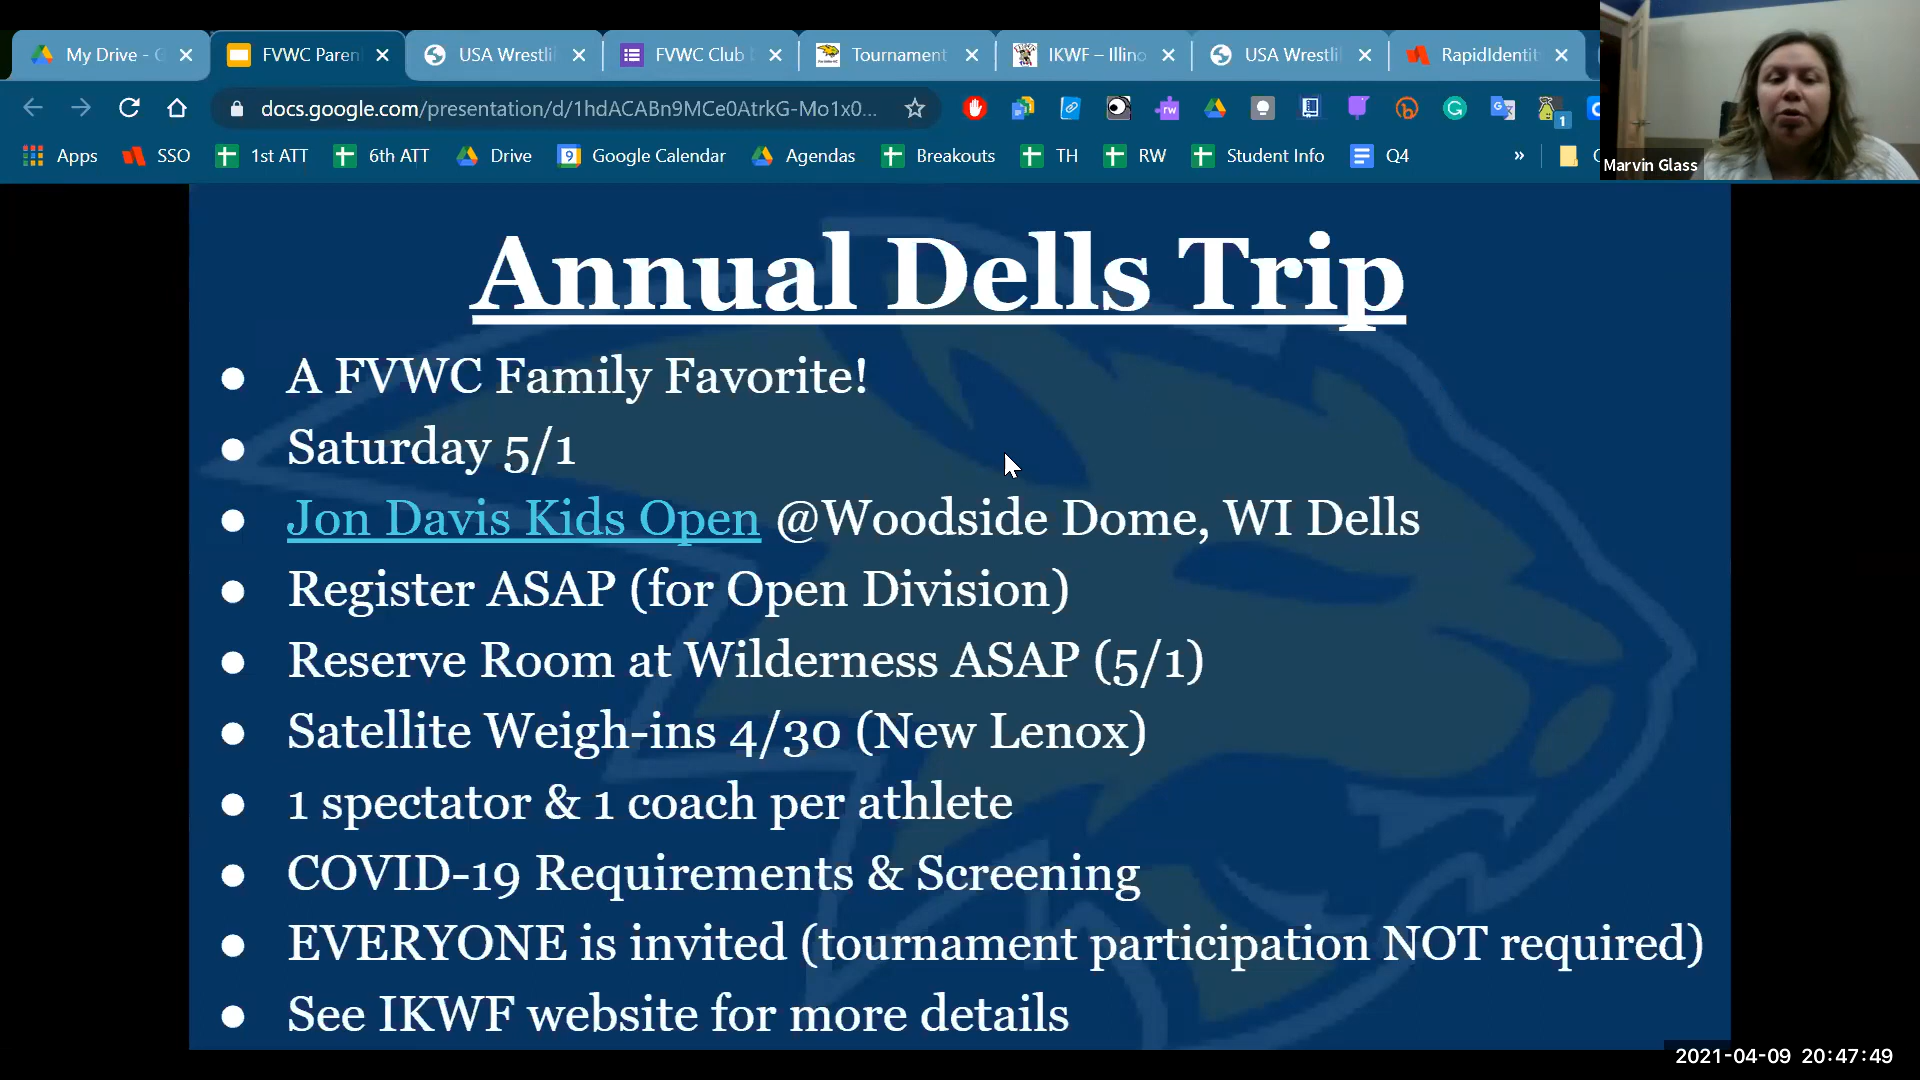 My Drive - G
FVWC Paren
USA Wrestli
FVWC Club
Tournament
IKWF – Illino
USA Wrestli
RapidIdentit
docs.google.com/presentation/d/1hdACABn9MCe0AtrkG-Mo1x0...
rw
1
Apps
SSO
1st ATT
6th ATT
Drive
9
Google Calendar
Agendas
Breakouts
TH
RW
Student Info
Q4
»
Marvin Glass
Annual Dells Trip
● A FVWC Family Favorite!
● Saturday 5/1
● Jon Davis Kids Open @Woodside Dome, WI Dells
● Register ASAP (for Open Division)
● Reserve Room at Wilderness ASAP (5/1)
● Satellite Weigh-ins 4/30 (New Lenox)
● 1 spectator & 1 coach per athlete
● COVID-19 Requirements & Screening
● EVERYONE is invited (tournament participation NOT required)
● See IKWF website for more details
2021-04-09 20:47:49